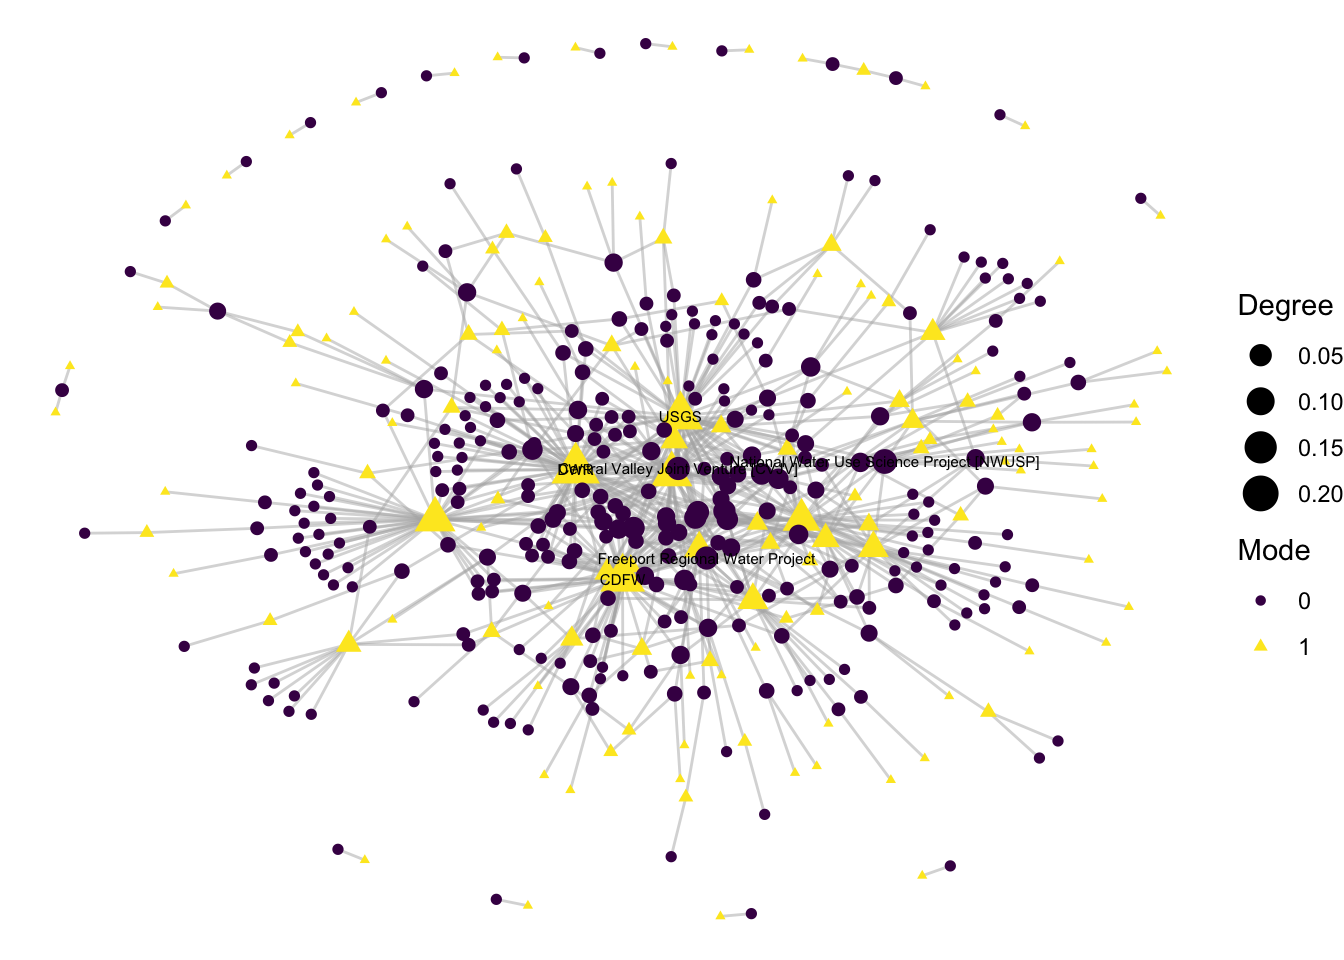 USGS
National Water Use Science Project [NWUSP]
DWR
Central Valley Joint Venture [CVJV]
Freeport Regional Water Project
CDFW
Degree
0.05
0.10
0.15
0.20
Mode
0
1